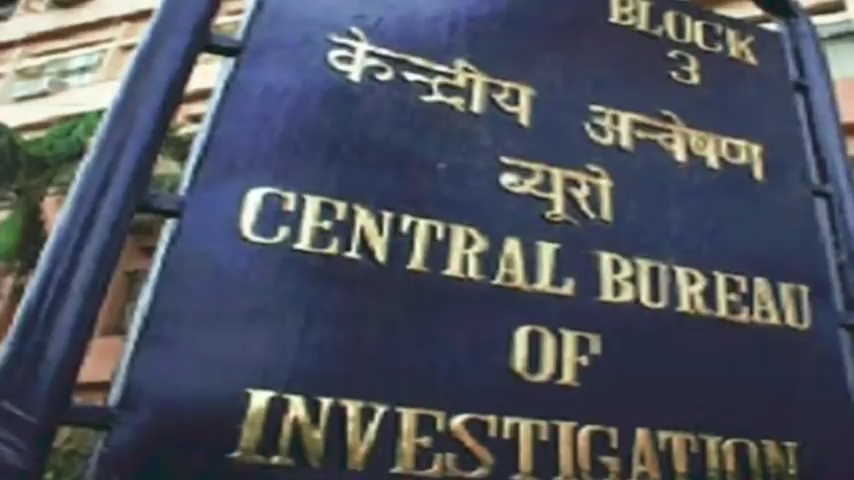 BLOCK
3
केन्द्रीय अन्वेषण
ब्यूरो
CENTRAL BUREAU
OF
INVESTIGATION